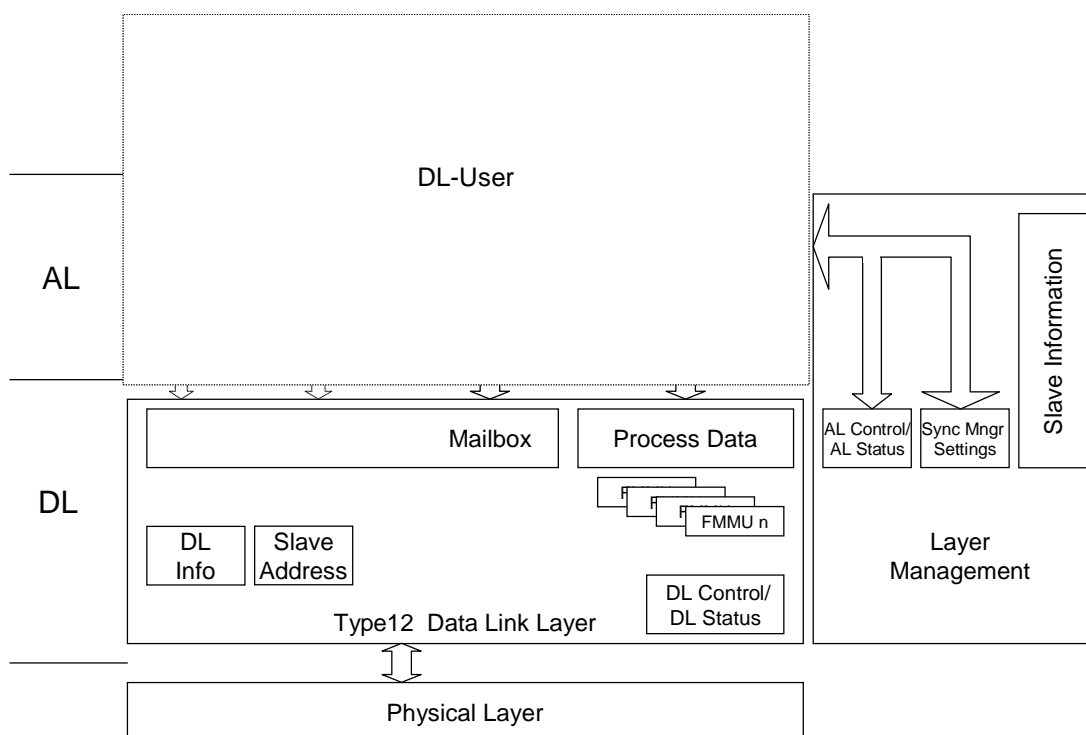 DL-User
AL
Slave Information
Mailbox
Process Data
AL Control/
AL Status
Sync Mngr
Settings
DL
FMMU n
DL
Info
Slave
Address
Layer
Management
DL Control/
DL Status
Type12 Data Link Layer
Physical Layer